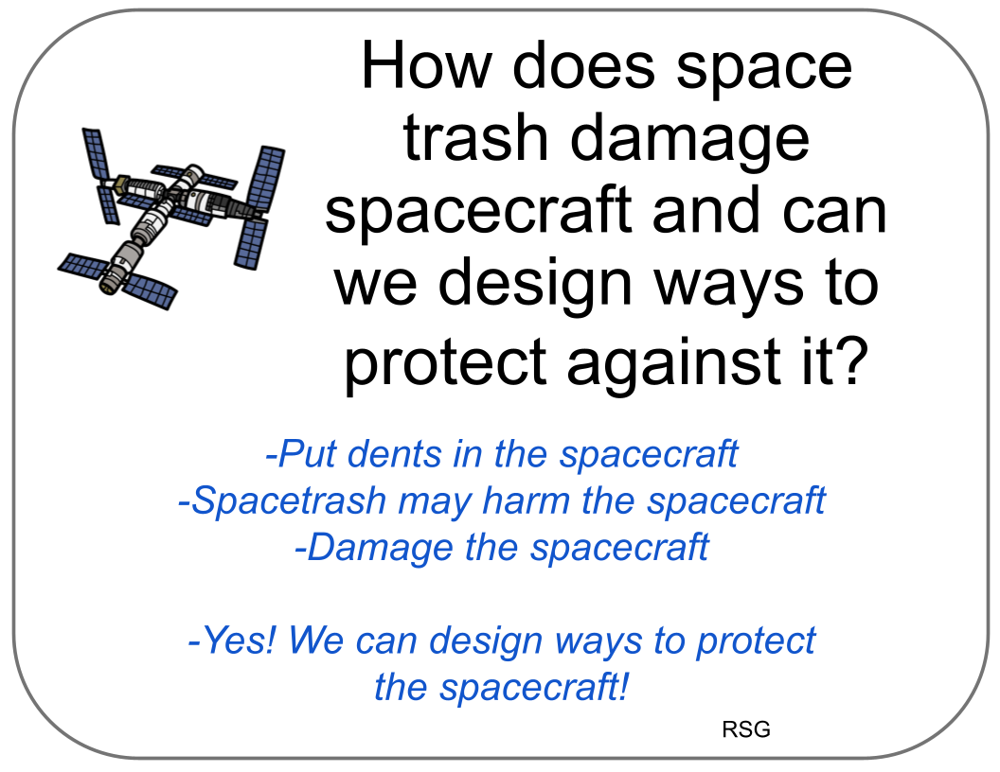 How does space
trash damage
spacecraft and can
we design ways to
protect against it?
-Put dents in the spacecraft
-Spacetrash may harm the spacecraft
-Damage the spacecraft
-Yes! We can design ways to protect
the spacecraft!
RSG